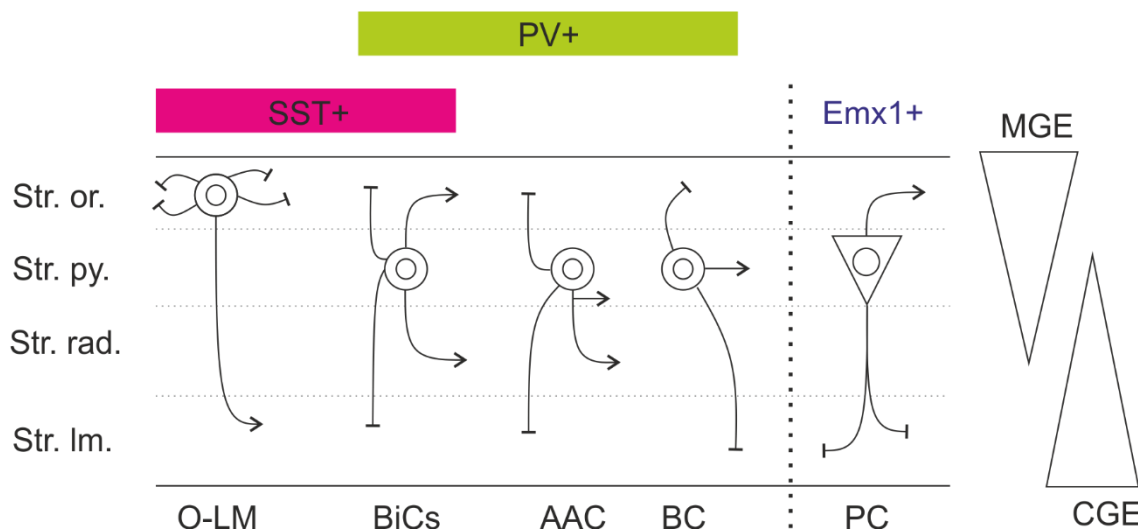 PV+
SST+
Emx1+
MGE
Str. or.
Str. py.
Str. rad.
Str. lm.
O-LM BiCs AAC BC PC CGE